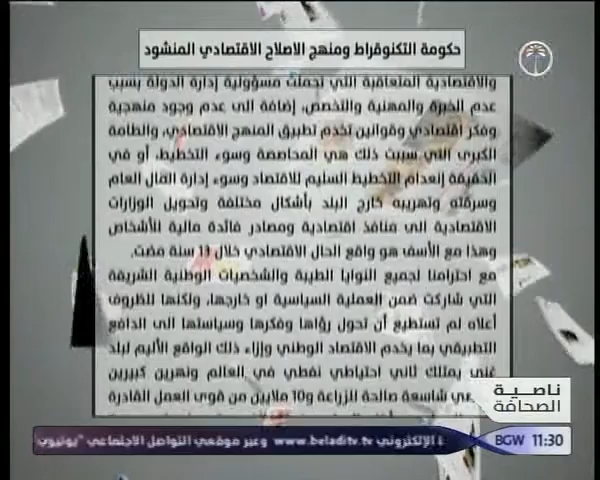 حكومة التكنوقراط ومنهج الاصلاح الاقتصادي المنشود
والاقتصادية المتعاقبة التي تحملت مسؤولية إدارة الدولة بسبب
عدم الخبرة والمهنية والتخصص، إضافة الى عدم وجود منهجية
وفكر اقتصادي وقوانين تخدم تطبيق المنهج الاقتصادي، والطامة
الكبرى التي سببت ذلك هي المحاصصة وسوء التخطيط، أو في
الحقيقة إنعدام التخطيط السليم للاقتصاد وسوء إدارة المال العام
وسرقته وتهريبه خارج البلد بأشكال مختلفة وتحويل الوزارات
الاقتصادية الى منافذ اقتصادية ومصادر فائدة مالية للأشخاص
وهذا مع الأسف هو واقع الحال الاقتصادي خلال 13 سنة مضت.
مع احترامنا لجميع النوايا الطيبة والشخصيات الوطنية الشريفة
التي شاركت ضمن العملية السياسية او خارجها، ولكنها للظروف
أعلاه لم تستطيع أن تحول رؤاها وفكرها وسياستها الى الدافع
التطبيقي بما يخدم الاقتصاد الوطني وإزاء ذلك الواقع الأليم لبلد
غني يمتلك ثاني احتياطي نفطي في العالم ونهرين كبيرين
شاسعة صالحة للزراعة و10 ملايين من قوى العمل القادرة
ناصية
الصحافة
الإلكتروني www.beladitv.tv وعبر موقعي التواصل الاجتماعي "يوتيوب
BGW 11:30